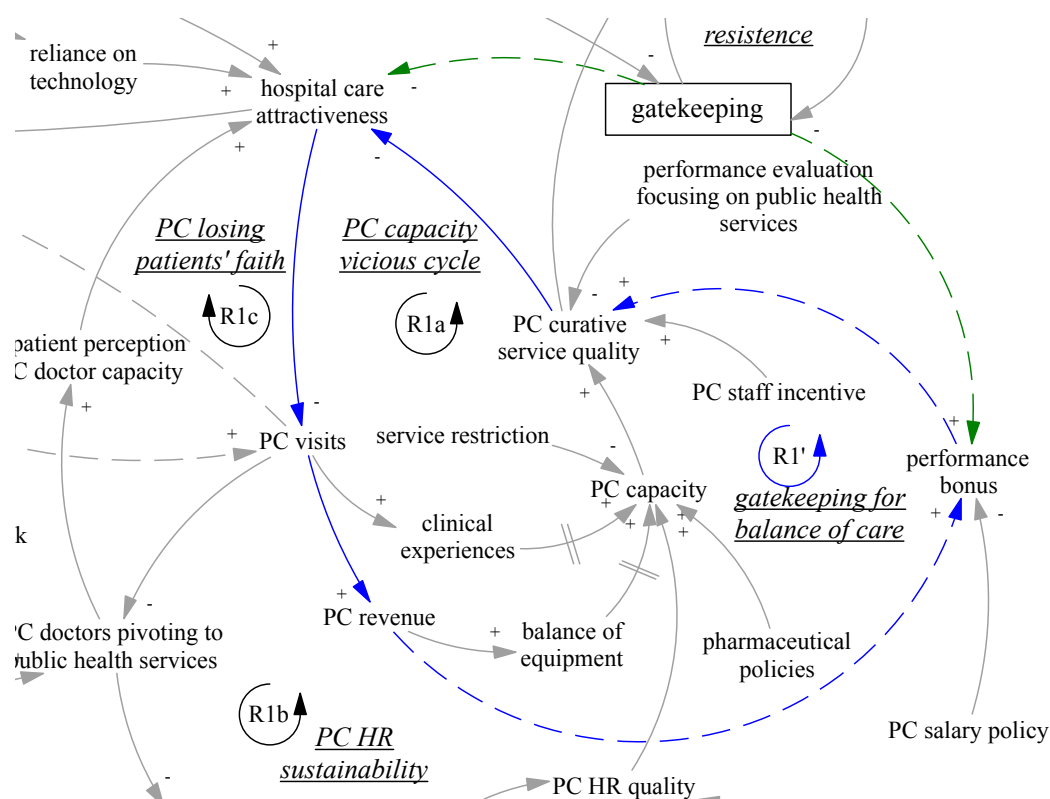 resistence
reliance on
technology
hospital care
attractiveness
gatekeeping
performance evaluation
focusing on public health
services
PC losing
patients' faith
PC capacity
vicious cycle
R1c
R1a
PC curative
service quality
patient perception
C doctor capacity
PC staff incentive
PC visits
service restriction
R1'
performance
bonus
PC capacity
gatekeeping for
balance of care
clinical
experiences
k
PC revenue
balance of
equipment
pharmaceutical
policies
PC doctors pivoting to
public health services
R1b
PC HR
sustainability
PC salary policy
PC HR quality
+
-
-
+
-
+
-
+
-
+
-
+
+
+
-
+
+
-
+
+
+
+
+
+
-
-
+
+
-